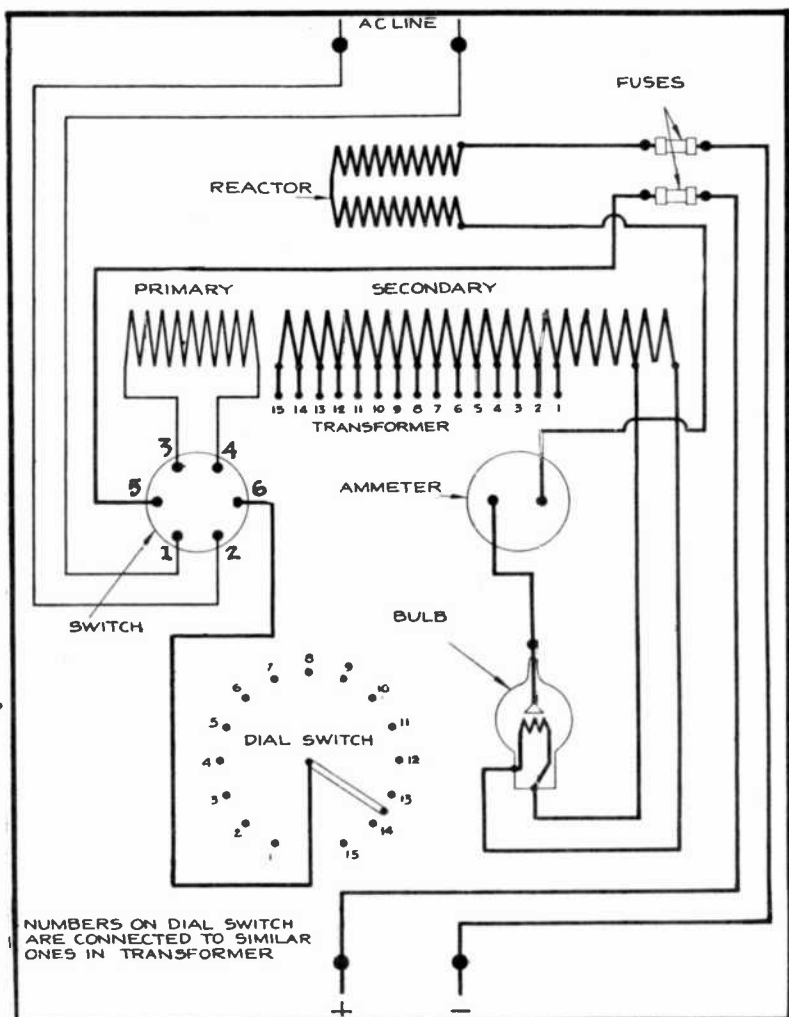 AC LINE
FUSES
REACTOR
PRIMARY
SECONDARY
15 14 13 12 11 10 9 8 7 6 5 4 3 2 1
TRANSFORMER
3 4
5 6
1 2
AMMETER
SWITCH
BULB
8
7 9
6 10
5 11
DIAL SWITCH
4 12
3 13
2 14
1 15
NUMBERS ON DIAL SWITCH
ARE CONNECTED TO SIMILAR
ONES IN TRANSFORMER
+ −